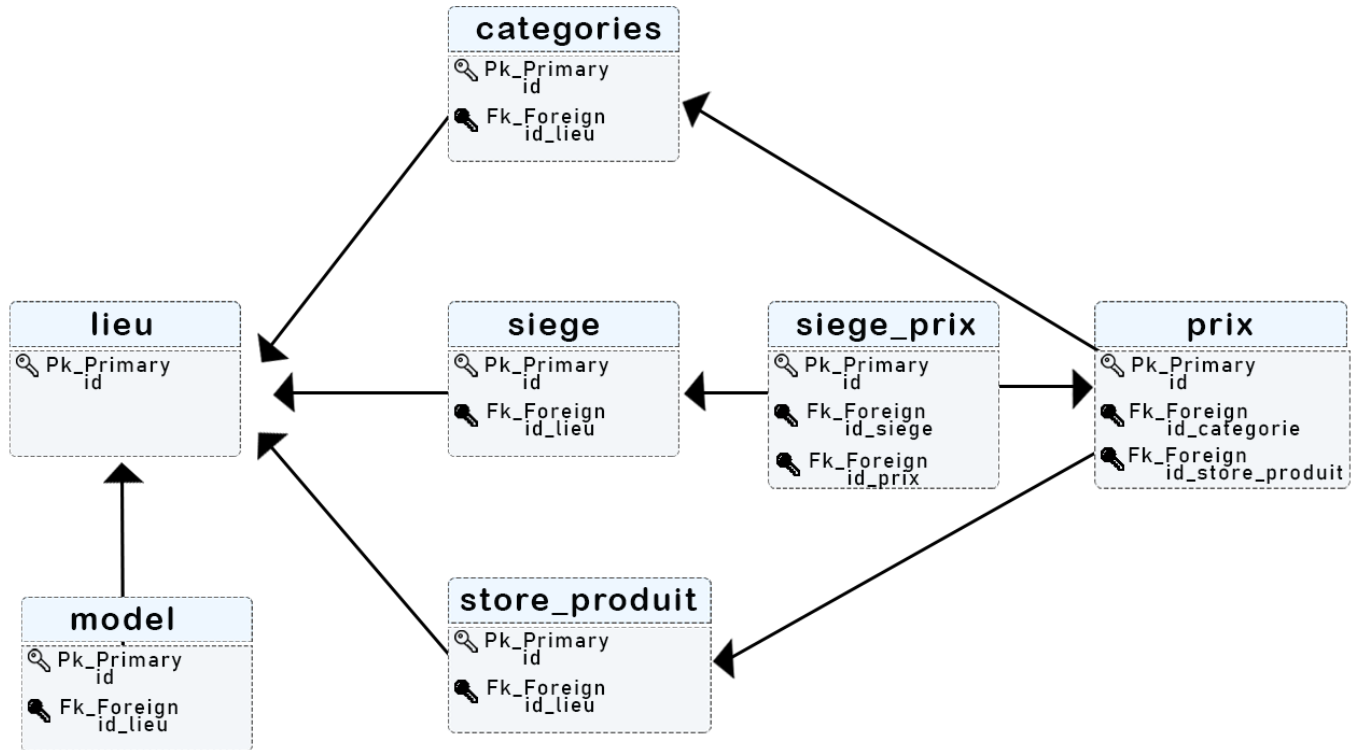 categories
Pk_Primary
id
Fk_Foreign
id_lieu
lieu
Pk_Primary
id
siege
Pk_Primary
id
Fk_Foreign
id_lieu
siege_prix
Pk_Primary
id
Fk_Foreign
id_siege
Fk_Foreign
id_prix
prix
Pk_Primary
id
Fk_Foreign
id_categorie
Fk_Foreign
id_store_produit
model
Pk_Primary
id
Fk_Foreign
id_lieu
store_produit
Pk_Primary
id
Fk_Foreign
id_lieu